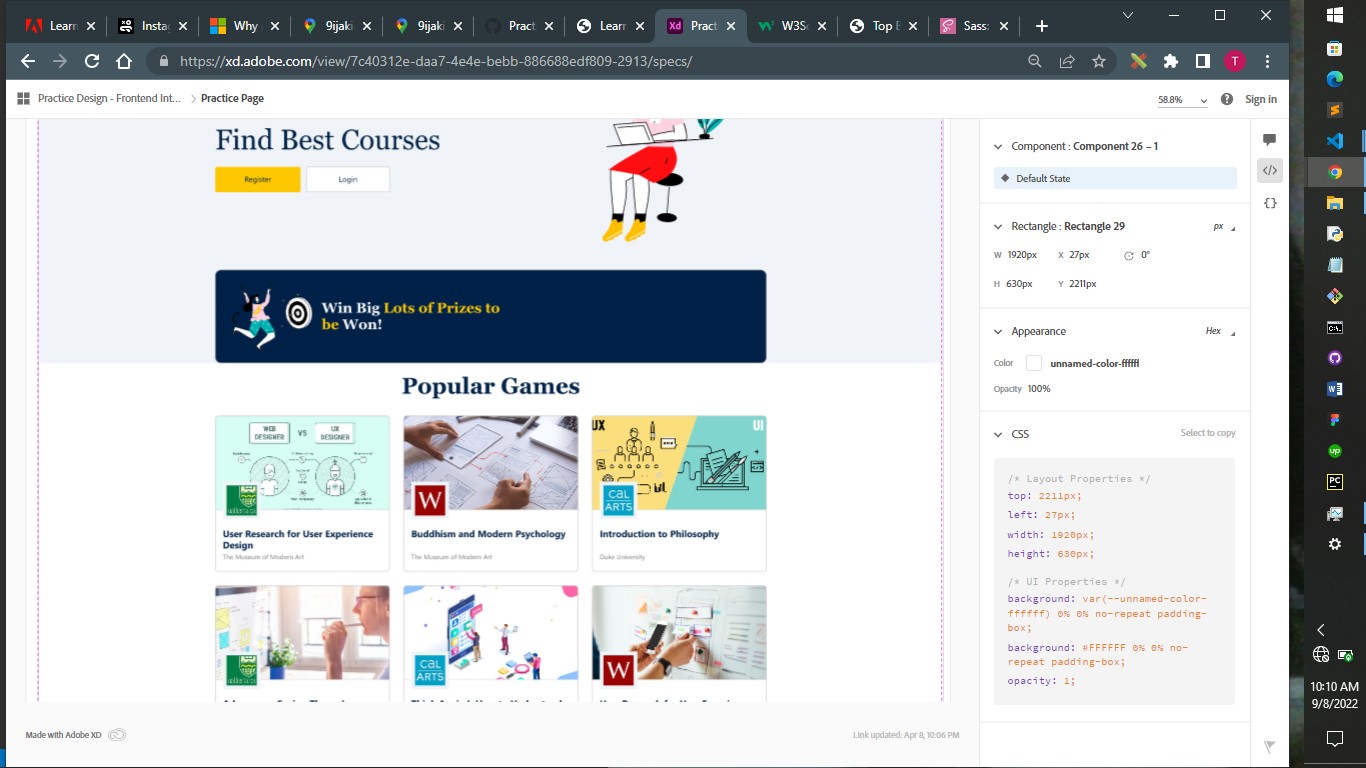 Learn
Insta
Why
9ijaki
9ijaki
Pract
Learn
Xd
Pract
W3Sc
Top
Sass:
https://xd.adobe.com/view/7c40312e-daa7-4e4e-bebb-886688edf809-2913/specs/
T
Practice Design - Frontend Int...
Practice Page
58.8%
Sign in
Find Best Courses
Register
Login
Win Big Lots of Prizes to
be Won!
Popular Games
WEB
DESIGNER
VS
UX
DESIGNER
UX
UI
W
CAL
ARTS
User Research for User Experience
Design
The Museum of Modern Art
Buddhism and Modern Psychology
The Museum of Modern Art
Introduction to Philosophy
Duke University
CAL
ARTS
W
Made with Adobe XD
Link updated: Apr 8, 10:06 PM
Component : Component 26 – 1
Default State
Rectangle : Rectangle 29
px
W 1920px
X 27px
0°
H 630px
Y 2211px
Appearance
Hex
Color
unnamed-color-ffffff
Opacity 100%
CSS
Select to copy
/* Layout Properties */
top: 2211px;
left: 27px;
width: 1920px;
height: 630px;
/* UI Properties */
background: var(--unnamed-color-
ffffff) 0% 0% no-repeat padding-
box;
background: #FFFFFF 0% 0% no-
repeat padding-box;
opacity: 1;
PC
10:10 AM
9/8/2022